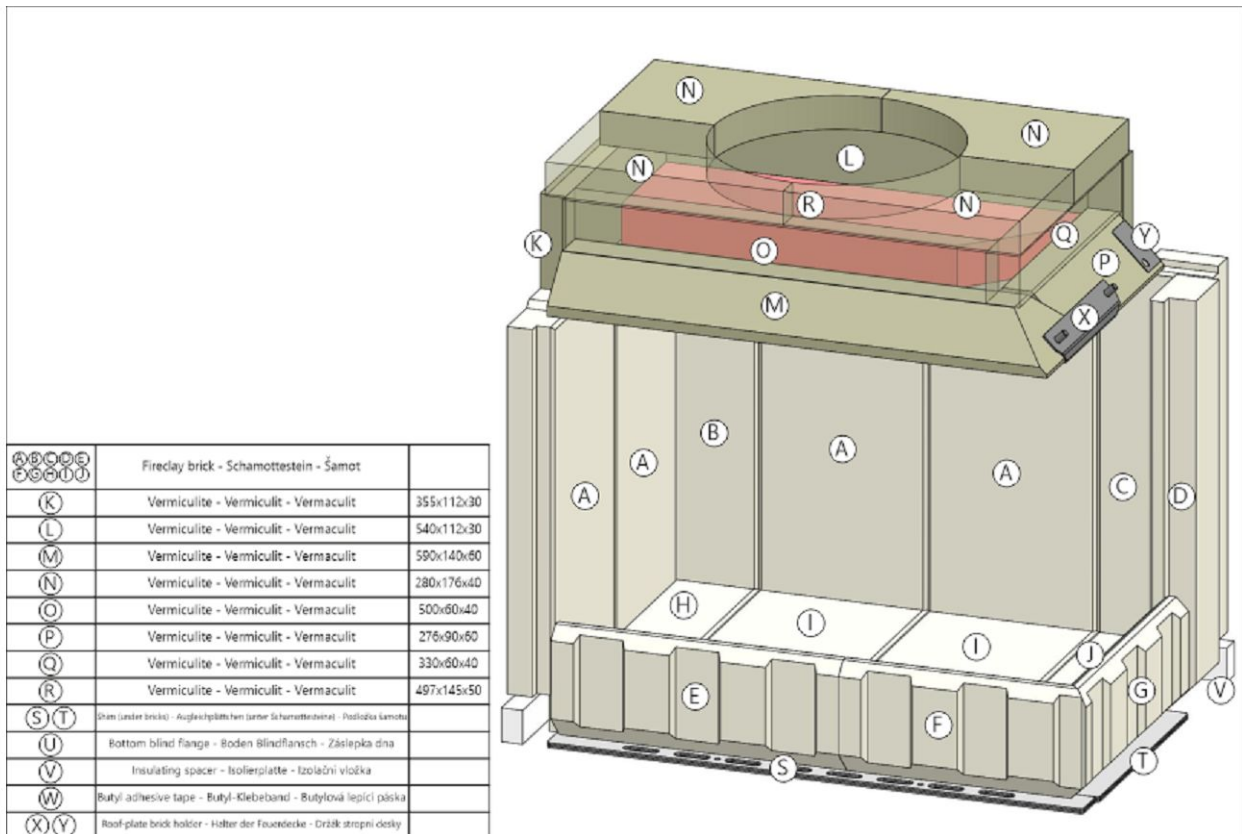 N
N
L
N
N
R
Q
Y
K
O
P
M
X
B
A
A
A
C
A
D
H
I
I
J
E
F
G
V
S
T
A B C D E
F G H I J
Fireclay brick - Schamottestein - Šamot
K Vermiculite - Vermiculit - Vermaculit 355x112x30
L Vermiculite - Vermiculit - Vermaculit 540x112x30
M Vermiculite - Vermiculit - Vermaculit 590x140x60
N Vermiculite - Vermiculit - Vermaculit 280x176x40
O Vermiculite - Vermiculit - Vermaculit 500x60x40
P Vermiculite - Vermiculit - Vermaculit 276x90x60
Q Vermiculite - Vermiculit - Vermaculit 330x60x40
R Vermiculite - Vermiculit - Vermaculit 497x145x50
S T (under bricks) - (unter Schamottesteine) - Podložka šamotu
U Bottom blind flange - Boden Blindflansch - Záslepka dna
V Insulating spacer - Isolierplatte - Izolační vložka
W Butyl adhesive tape - Butyl-Klebeband - Butylová lepící páska
X Y Roof-plate brick holder - Halter der Feuerdecke - Držák stropní desky